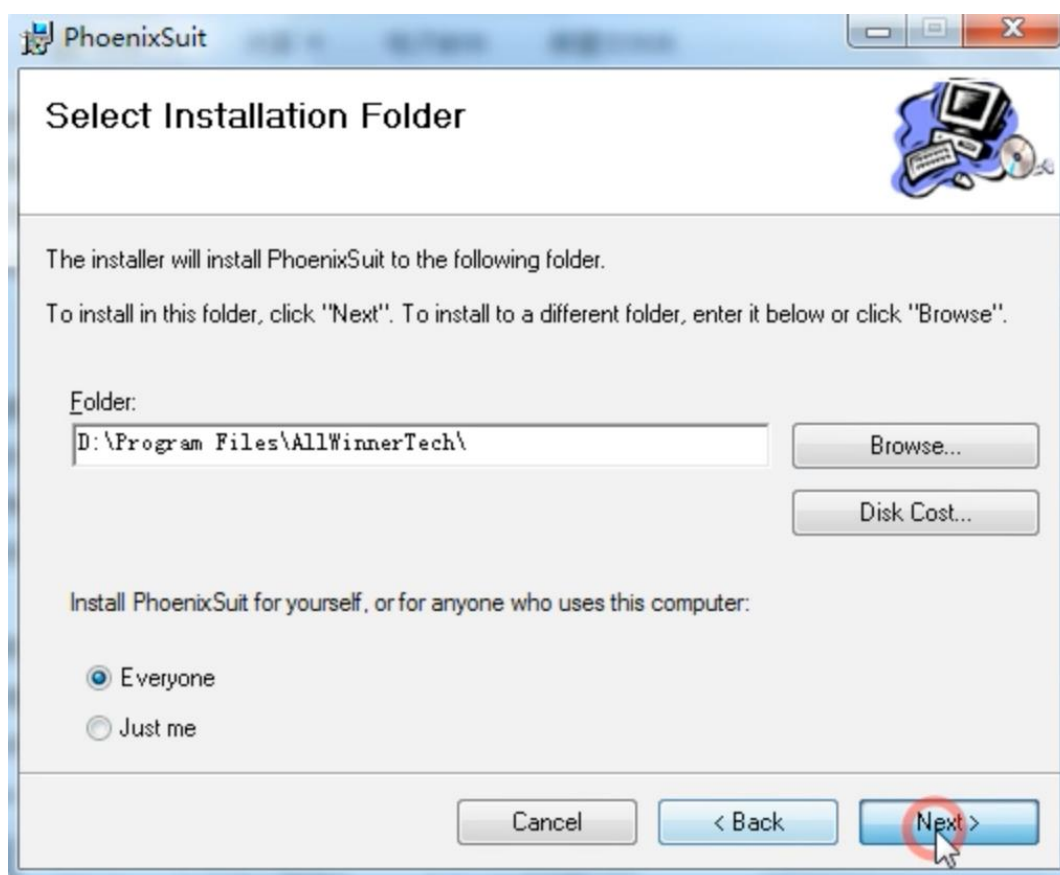 PhoenixSuit
Select Installation Folder
The installer will install PhoenixSuit to the following folder.
To install in this folder, click "Next". To install to a different folder, enter it below or click "Browse".
Folder:
D:\Program Files\AllWinnerTech\
Browse...
Disk Cost...
Install PhoenixSuit for yourself, or for anyone who uses this computer:
Everyone
Just me
Cancel
< Back
Next >